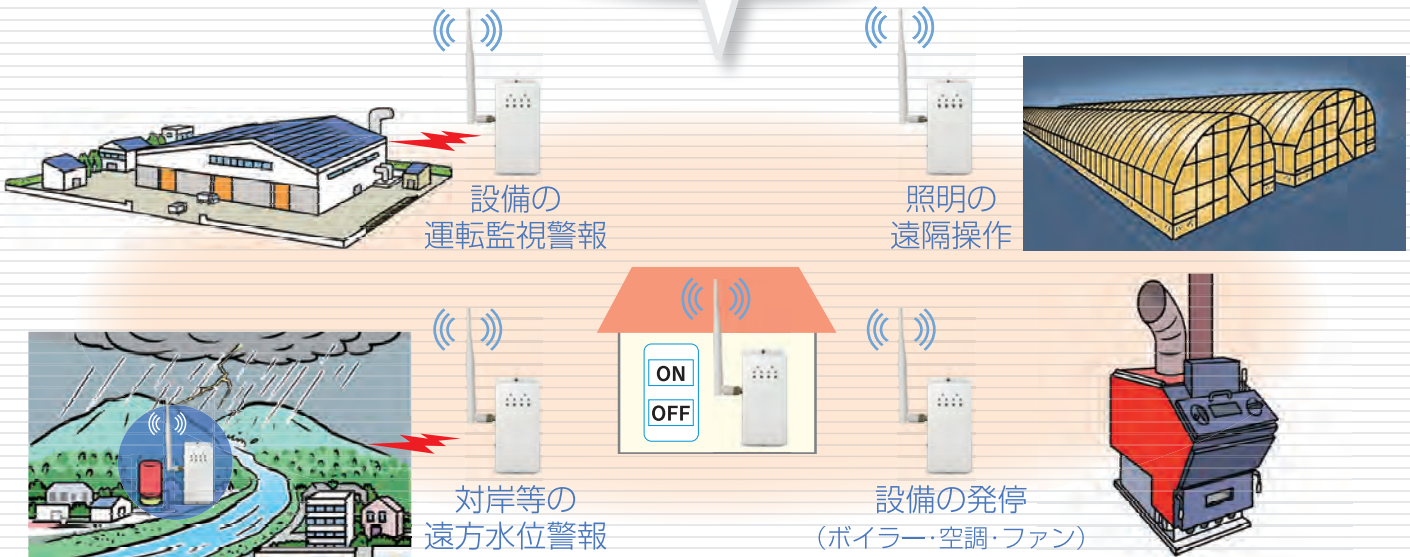 設備の
運転監視警報
照明の
遠隔操作
ON
OFF
対岸等の
遠方水位警報
設備の発停
（ボイラー・空調・ファン）